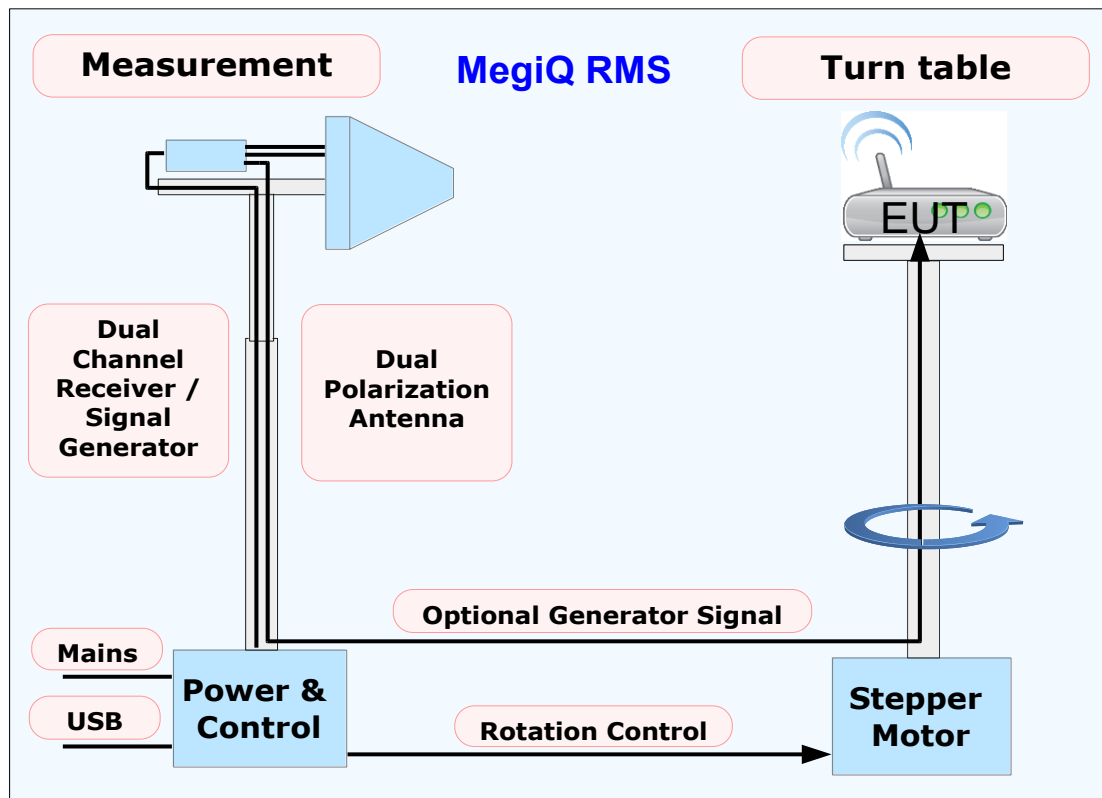 Measurement
MegiQ RMS
Turn table
EUT
Dual
Channel
Receiver /
Signal
Generator
Dual
Polarization
Antenna
Optional Generator Signal
Mains
USB
Power &
Control
Rotation Control
Stepper
Motor